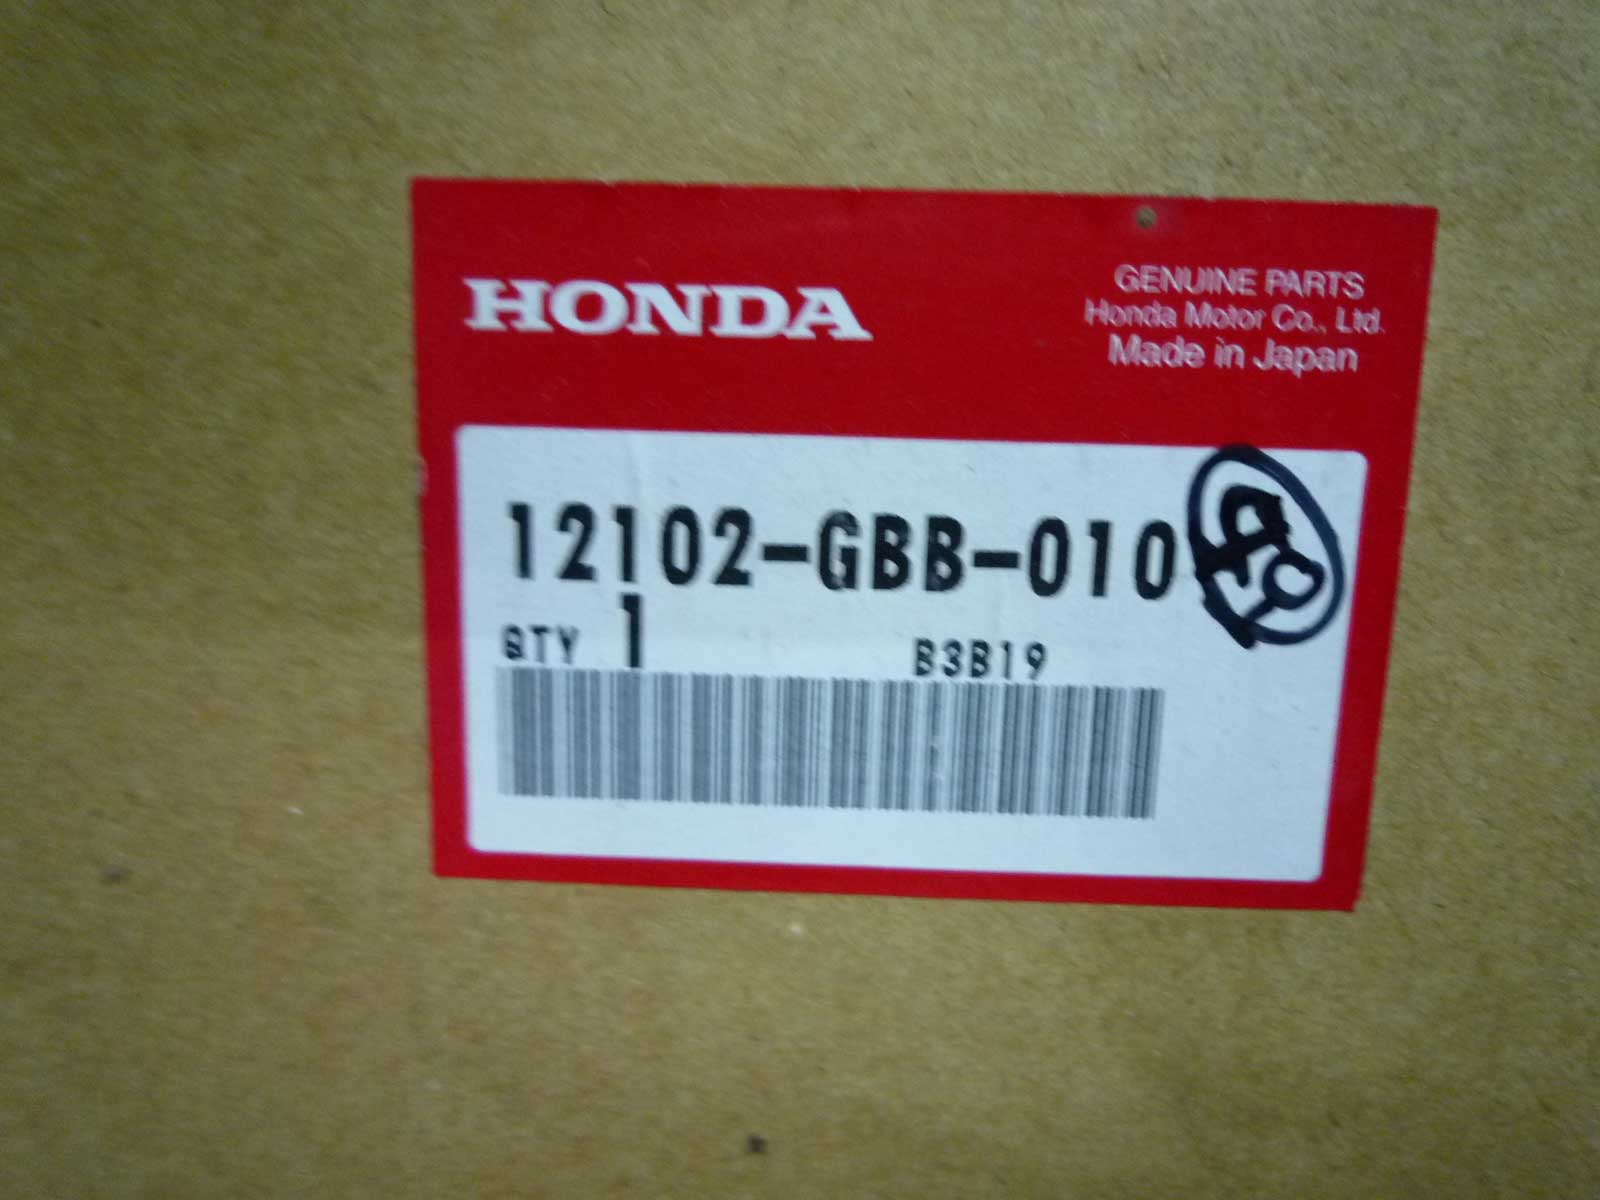 HONDA
GENUINE PARTS
Honda Motor Co., Ltd.
Made in Japan
12102-GBB-010
QTY 1
B3B19